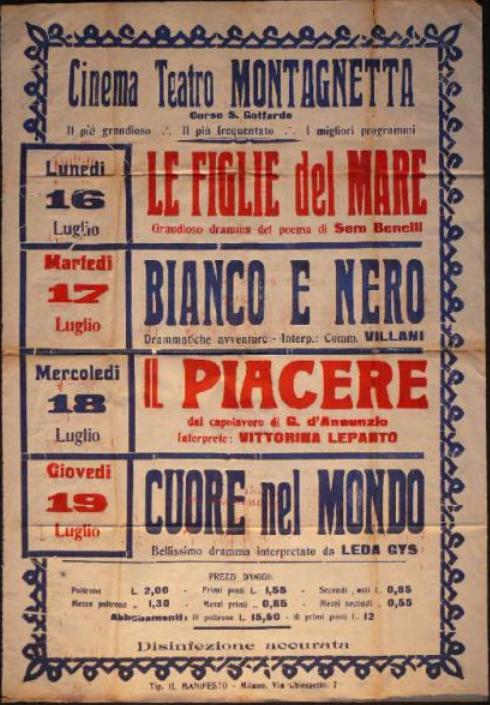 Cinema Teatro MONTAGNETTA
Corso S. Gottardo
Il più grandioso ∴ Il più frequentato ∴ I migliori programmi
Lunedì
16
Luglio
LE FIGLIE del MARE
Grandioso dramma del poema di Sem Benelli
Martedì
17
Luglio
BIANCO E NERO
Drammatiche avventure - Interp.: Comm. VILLANI
Mercoledì
18
Luglio
IL PIACERE
dal capolavoro di G. d'Annunzio
Interprete: VITTORINA LEPANTO
Giovedì
19
Luglio
CUORE nel MONDO
Bellissimo dramma interpretato da LEDA GYS
PREZZI D'OGGI:
Poltrone L. 2,00 - Primi posti L. 1,55 - Secondi posti L. 0,85
Mezze poltrone „ 1,30 - Mezzi primi „ 0,85 - Mezzi secondi „ 0,55
Abbonamenti: 10 poltrone L. 15,50 - 10 primi posti L. 12
Disinfezione accurata
Tip. IL MANIFESTO - Milano, Via 7